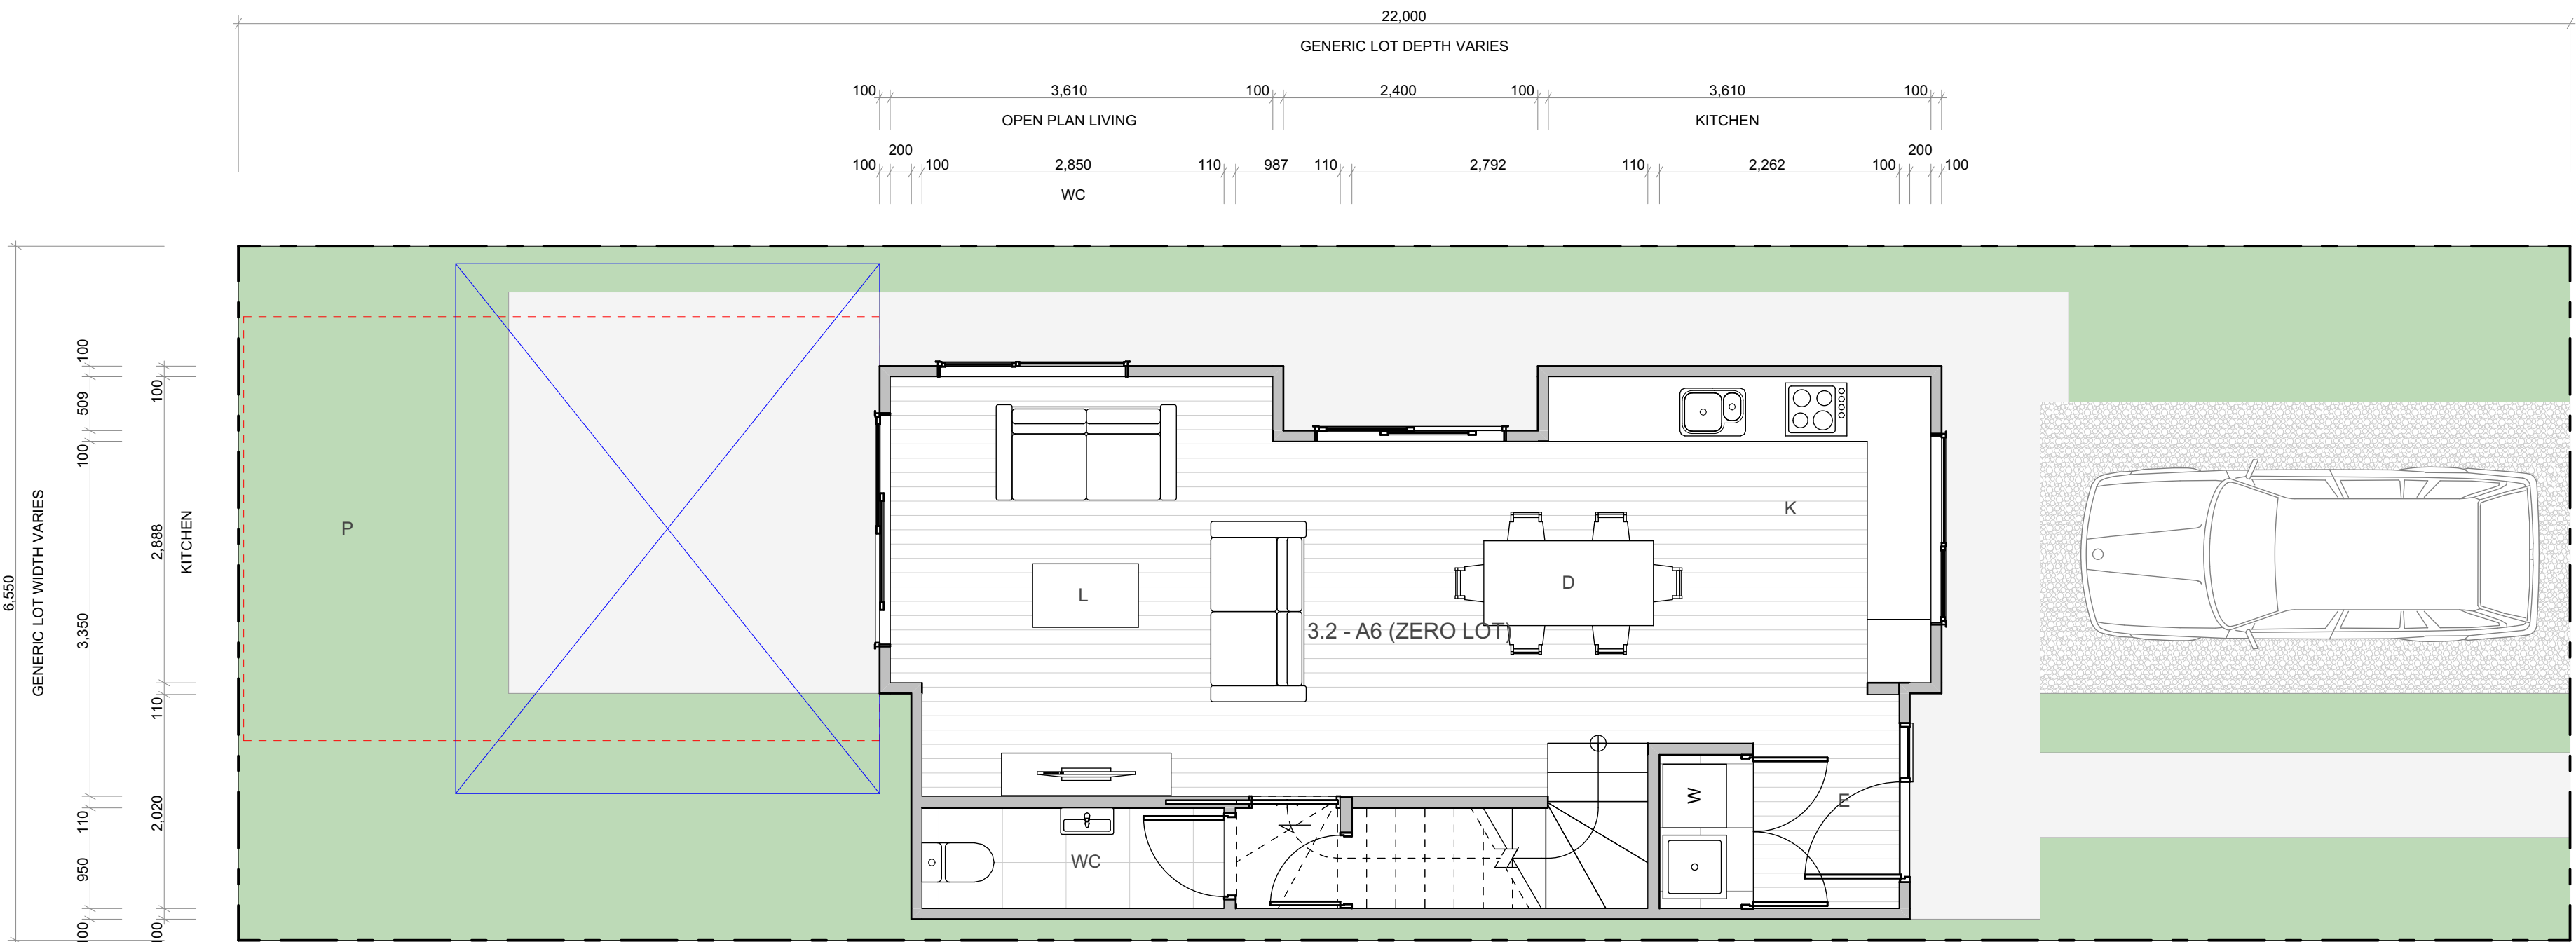 22,000
GENERIC LOT DEPTH VARIES
100 3,610 100 2,400 100 3,610 100
OPEN PLAN LIVING KITCHEN
200 200
100 100 2,850 110 987 110 2,792 110 2,262 100 100
WC
6,550
GENERIC LOT WIDTH VARIES
100
509
100
3,350
110
950
100
100
2,888
110
2,020
100
KITCHEN
P
L
D
K
3.2 - A6 (ZERO LOT)
WC
W
E